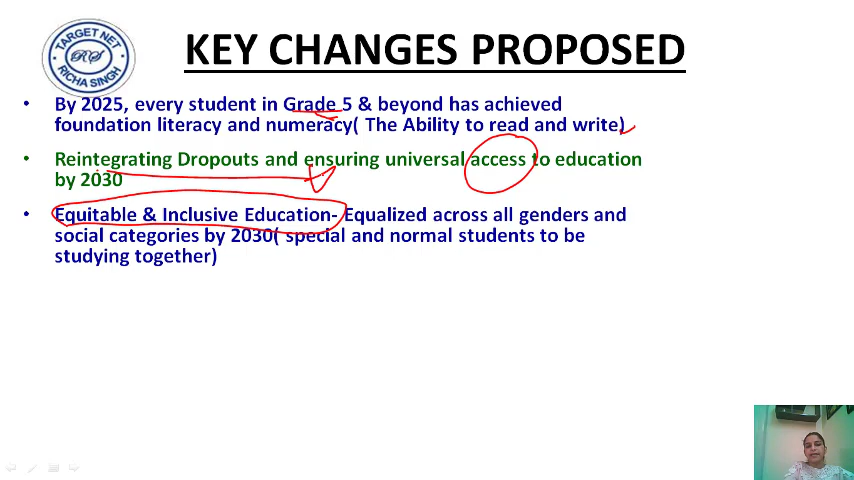 TARGET NET
RS
RICHA SINGH
KEY CHANGES PROPOSED
• By 2025, every student in Grade 5 & beyond has achieved
foundation literacy and numeracy( The Ability to read and write)
• Reintegrating Dropouts and ensuring universal access to education
by 2030
• Equitable & Inclusive Education- Equalized across all genders and
social categories by 2030( special and normal students to be
studying together)